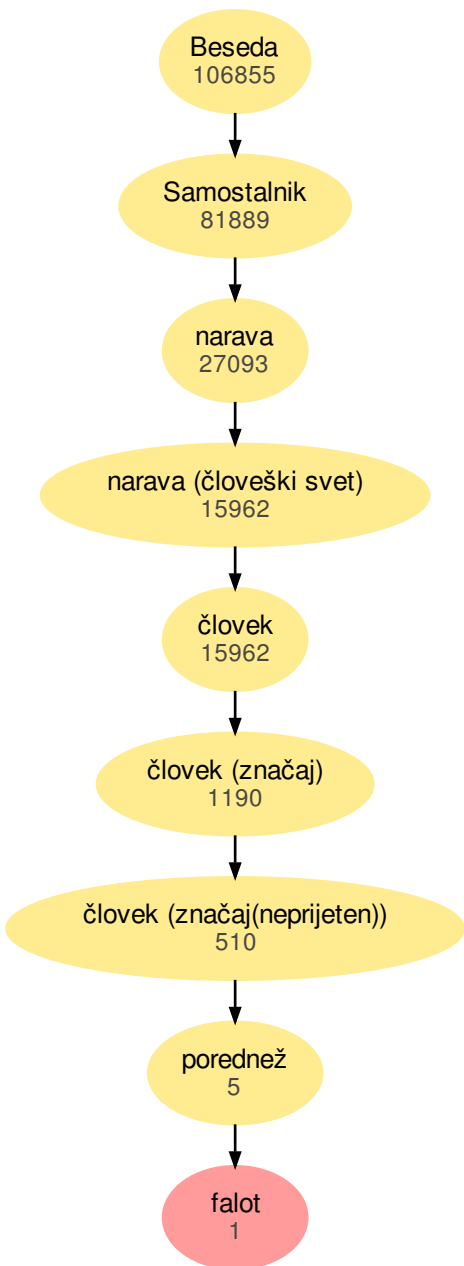 Beseda
106855
Samostalnik
81889
narava
27093
narava (človeški svet)
15962
človek
15962
človek (značaj)
1190
človek (značaj(neprijeten))
510
porednež
5
falot
1